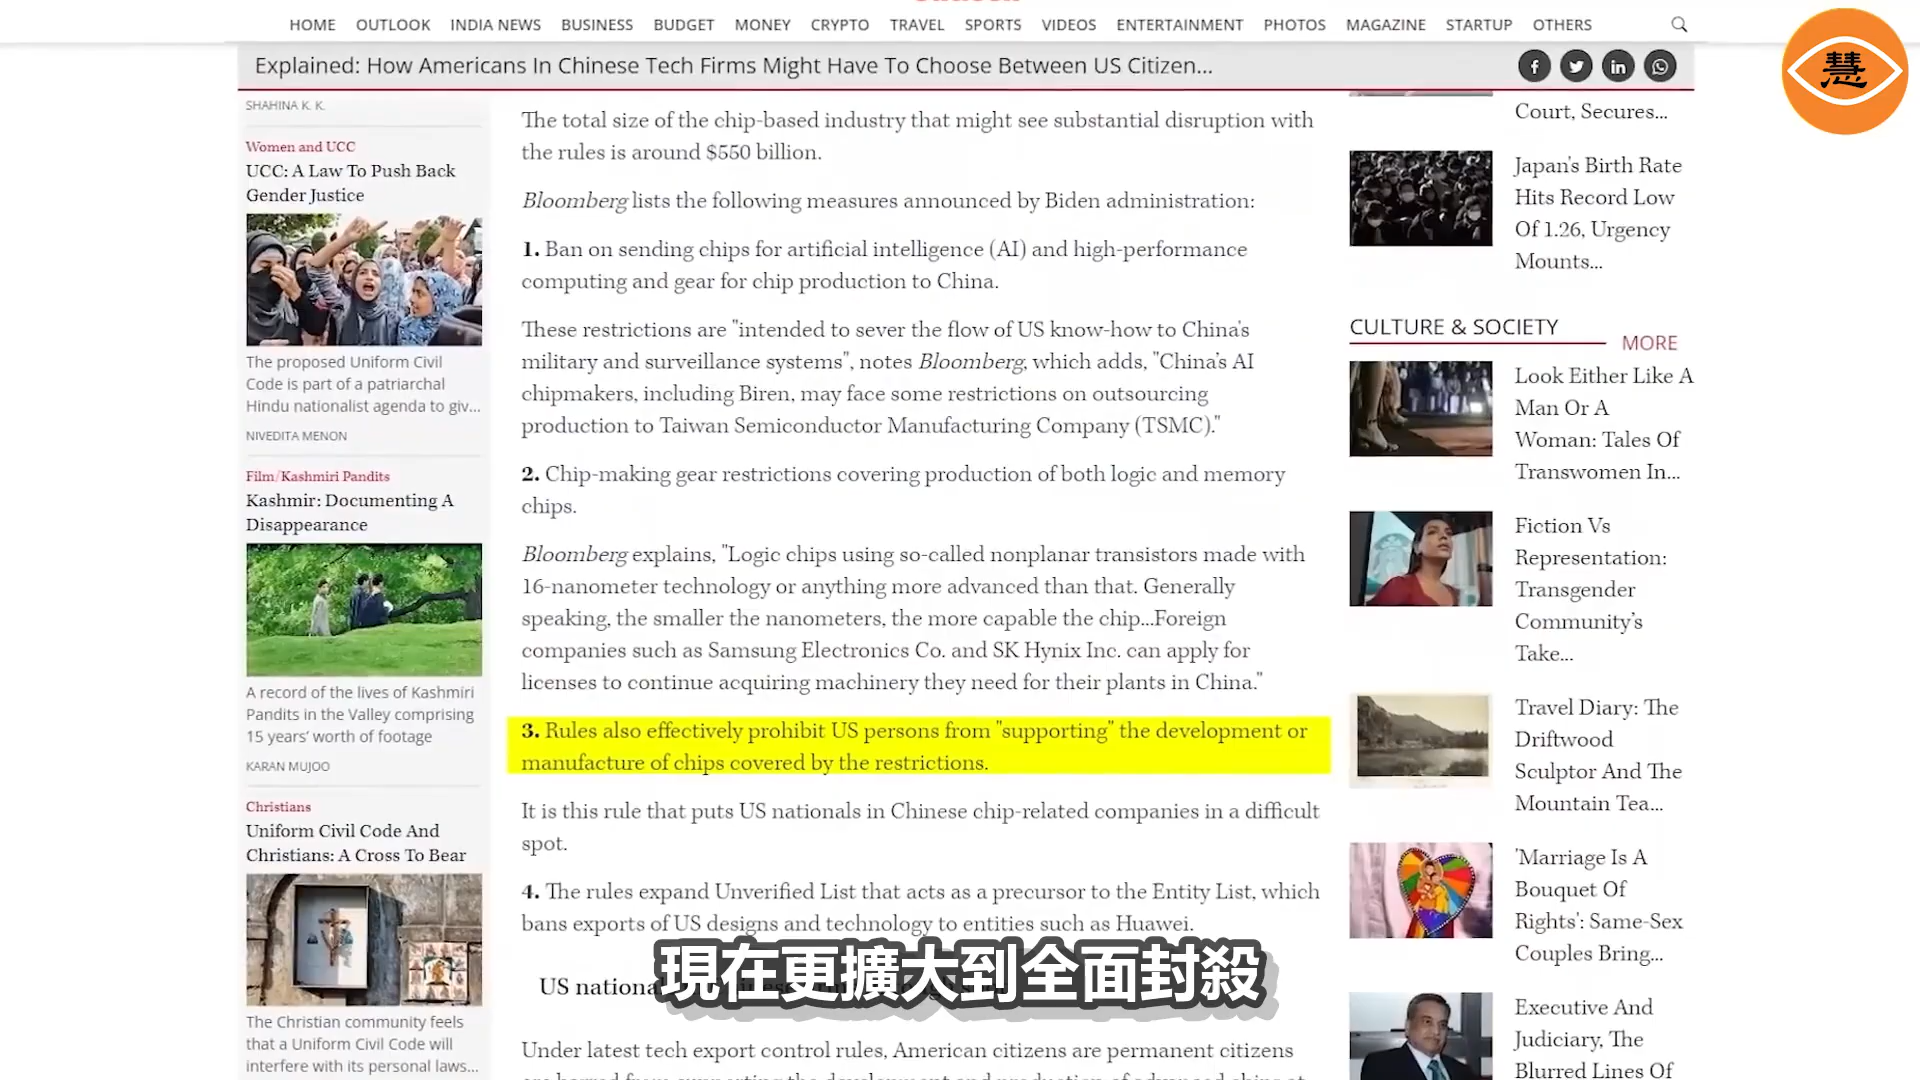 HOME OUTLOOK INDIA NEWS BUSINESS BUDGET MONEY CRYPTO TRAVEL SPORTS VIDEOS ENTERTAINMENT PHOTOS MAGAZINE STARTUP OTHERS
慧
Explained: How Americans In Chinese Tech Firms Might Have To Choose Between US Citizen...
SHAHINA K. K.
Women and UCC
UCC: A Law To Push Back
Gender Justice
The proposed Uniform Civil
Code is part of a patriarchal
Hindu nationalist agenda to giv...
NIVEDITA MENON
Film/Kashmiri Pandits
Kashmir: Documenting A
Disappearance
A record of the lives of Kashmiri
Pandits in the Valley comprising
15 years’ worth of footage
KARAN MUJOO
Christians
Uniform Civil Code And
Christians: A Cross To Bear
The Christian community feels
that a Uniform Civil Code will
interfere with its personal laws...
The total size of the chip-based industry that might see substantial disruption with
the rules is around $550 billion.
Bloomberg lists the following measures announced by Biden administration:
1. Ban on sending chips for artificial intelligence (AI) and high-performance
computing and gear for chip production to China.
These restrictions are "intended to sever the flow of US know-how to China's
military and surveillance systems", notes Bloomberg, which adds, "China’s AI
chipmakers, including Biren, may face some restrictions on outsourcing
production to Taiwan Semiconductor Manufacturing Company (TSMC)."
2. Chip-making gear restrictions covering production of both logic and memory
chips.
Bloomberg explains, "Logic chips using so-called nonplanar transistors made with
16-nanometer technology or anything more advanced than that. Generally
speaking, the smaller the nanometers, the more capable the chip...Foreign
companies such as Samsung Electronics Co. and SK Hynix Inc. can apply for
licenses to continue acquiring machinery they need for their plants in China."
3. Rules also effectively prohibit US persons from "supporting" the development or
manufacture of chips covered by the restrictions.
It is this rule that puts US nationals in Chinese chip-related companies in a difficult
spot.
4. The rules expand Unverified List that acts as a precursor to the Entity List, which
bans exports of US designs and technology to entities such as Huawei.
US national
現在更擴大到全面封殺
Under latest tech export control rules, American citizens are permanent citizens
Court, Secures...
Japan's Birth Rate
Hits Record Low
Of 1.26, Urgency
Mounts...
CULTURE & SOCIETY
MORE
Look Either Like A
Man Or A
Woman: Tales Of
Transwomen In...
Fiction Vs
Representation:
Transgender
Community’s
Take...
Travel Diary: The
Driftwood
Sculptor And The
Mountain Tea...
'Marriage Is A
Bouquet Of
Rights': Same-Sex
Couples Bring...
Executive And
Judiciary, The
Blurred Lines Of